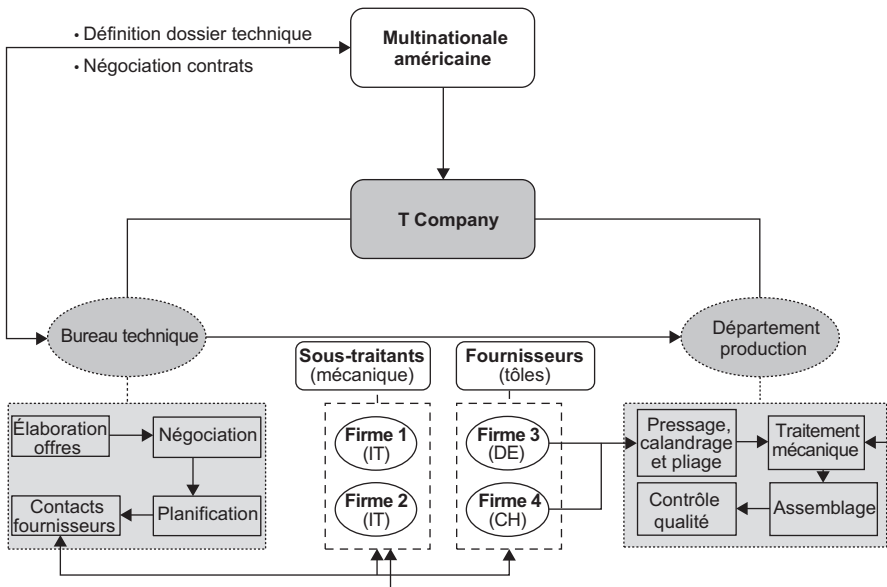 • Définition dossier technique
• Négociation contrats
Multinationale
américaine
T Company
Bureau technique
Département
production
Sous-traitants
(mécanique)
Fournisseurs
(tôles)
Élaboration
offres
Négociation
Contacts
fournisseurs
Planification
Firme 1
(IT)
Firme 2
(IT)
Firme 3
(DE)
Firme 4
(CH)
Pressage,
calandrage
et pliage
Traitement
mécanique
Contrôle
qualité
Assemblage